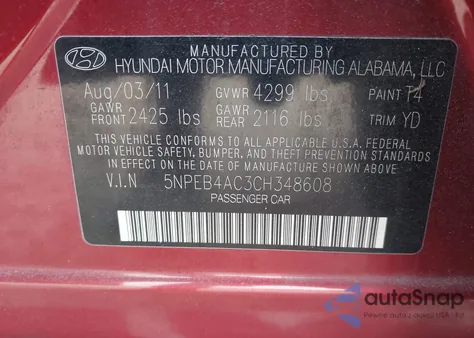 MANUFACTURED BY
HYUNDAI MOTOR MANUFACTURING ALABAMA, LLC
Aug/03/11 GVWR 4299 lbs PAINT T4
GAWR FRONT 2425 lbs GAWR REAR 2116 lbs TRIM YD
THIS VEHICLE CONFORMS TO ALL APPLICABLE U.S.A. FEDERAL
MOTOR VEHICLE SAFETY, BUMPER, AND THEFT PREVENTION STANDARDS
IN EFFECT ON THE DATE OF MANUFACTURE SHOWN ABOVE.
V.I.N 5NPEB4AC3CH348608
PASSENGER CAR
autoSnap